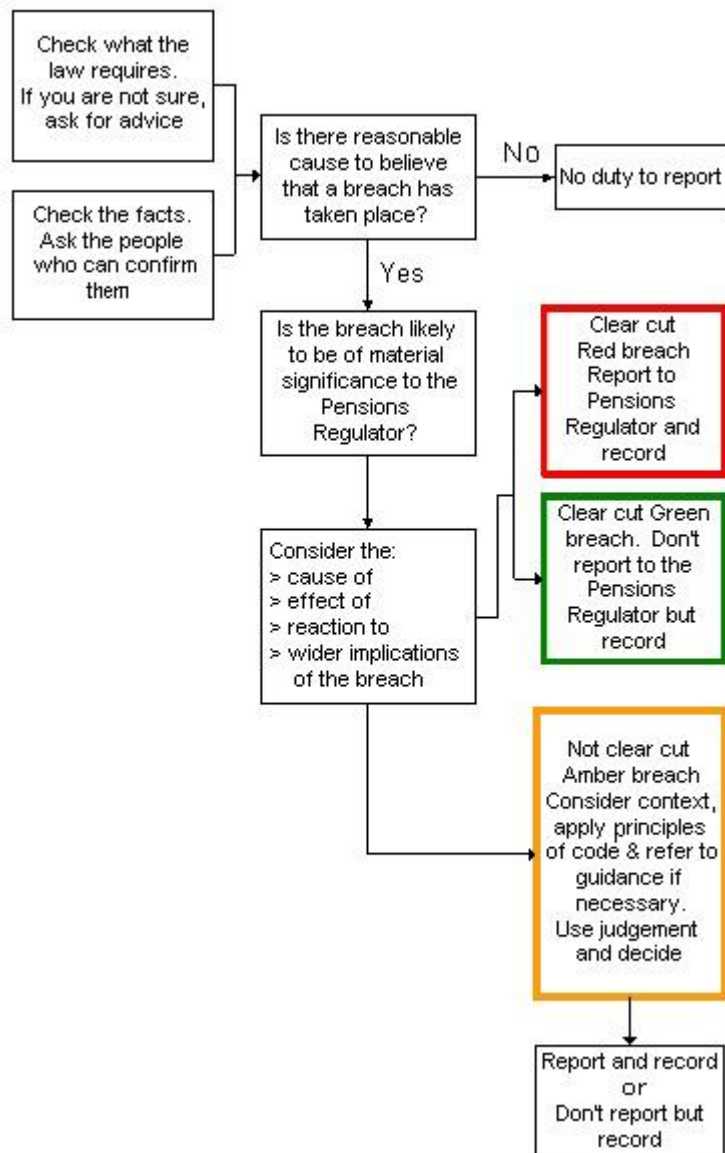 Check what the
law requires.
If you are not sure,
ask for advice
Check the facts.
Ask the people
who can confirm
them
Is there reasonable
cause to believe
that a breach has
taken place?
No
No duty to report
Yes
Is the breach likely
to be of material
significance to the
Pensions
Regulator?
Clear cut
Red breach
Report to
Pensions
Regulator and
record
Clear cut Green
breach. Don't
report to the
Pensions
Regulator but
record
Consider the:
> cause of
> effect of
> reaction to
> wider implications
of the breach
Not clear cut
Amber breach
Consider context,
apply principles
of code & refer to
guidance if
necessary.
Use judgement
and decide
Report and record
or
Don't report but
record